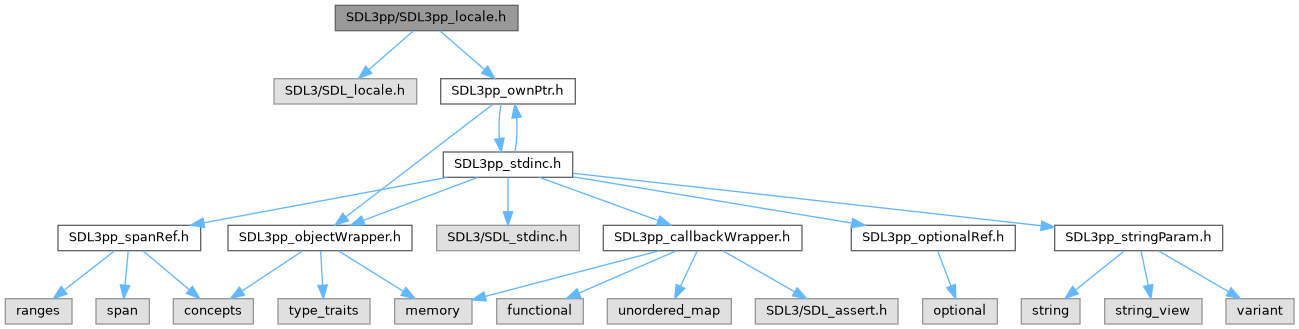 SDL3pp/SDL3pp_locale.h
SDL3/SDL_locale.h
SDL3pp_ownPtr.h
SDL3pp_stdinc.h
SDL3pp_spanRef.h
SDL3pp_objectWrapper.h
SDL3/SDL_stdinc.h
SDL3pp_callbackWrapper.h
SDL3pp_optionalRef.h
SDL3pp_stringParam.h
ranges
span
concepts
type_traits
memory
functional
unordered_map
SDL3/SDL_assert.h
optional
string
string_view
variant